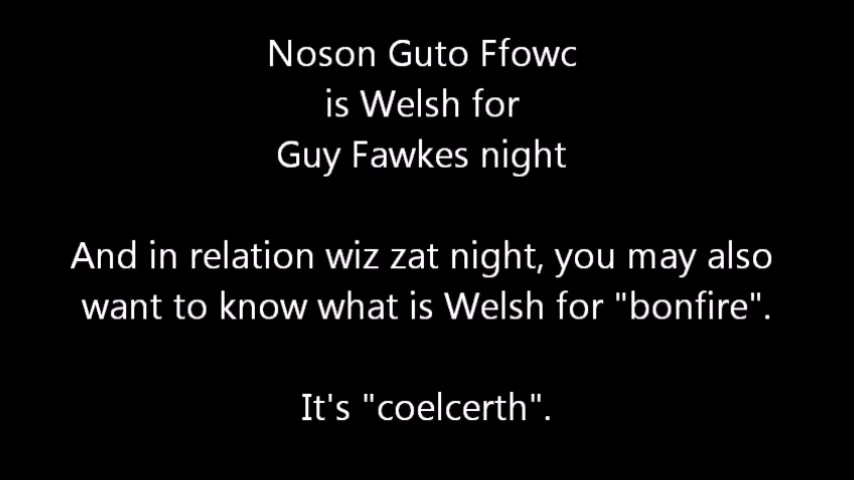 Noson Guto Ffowc
is Welsh for
Guy Fawkes night
And in relation wiz zat night, you may also
want to know what is Welsh for "bonfire".
It's "coelcerth".